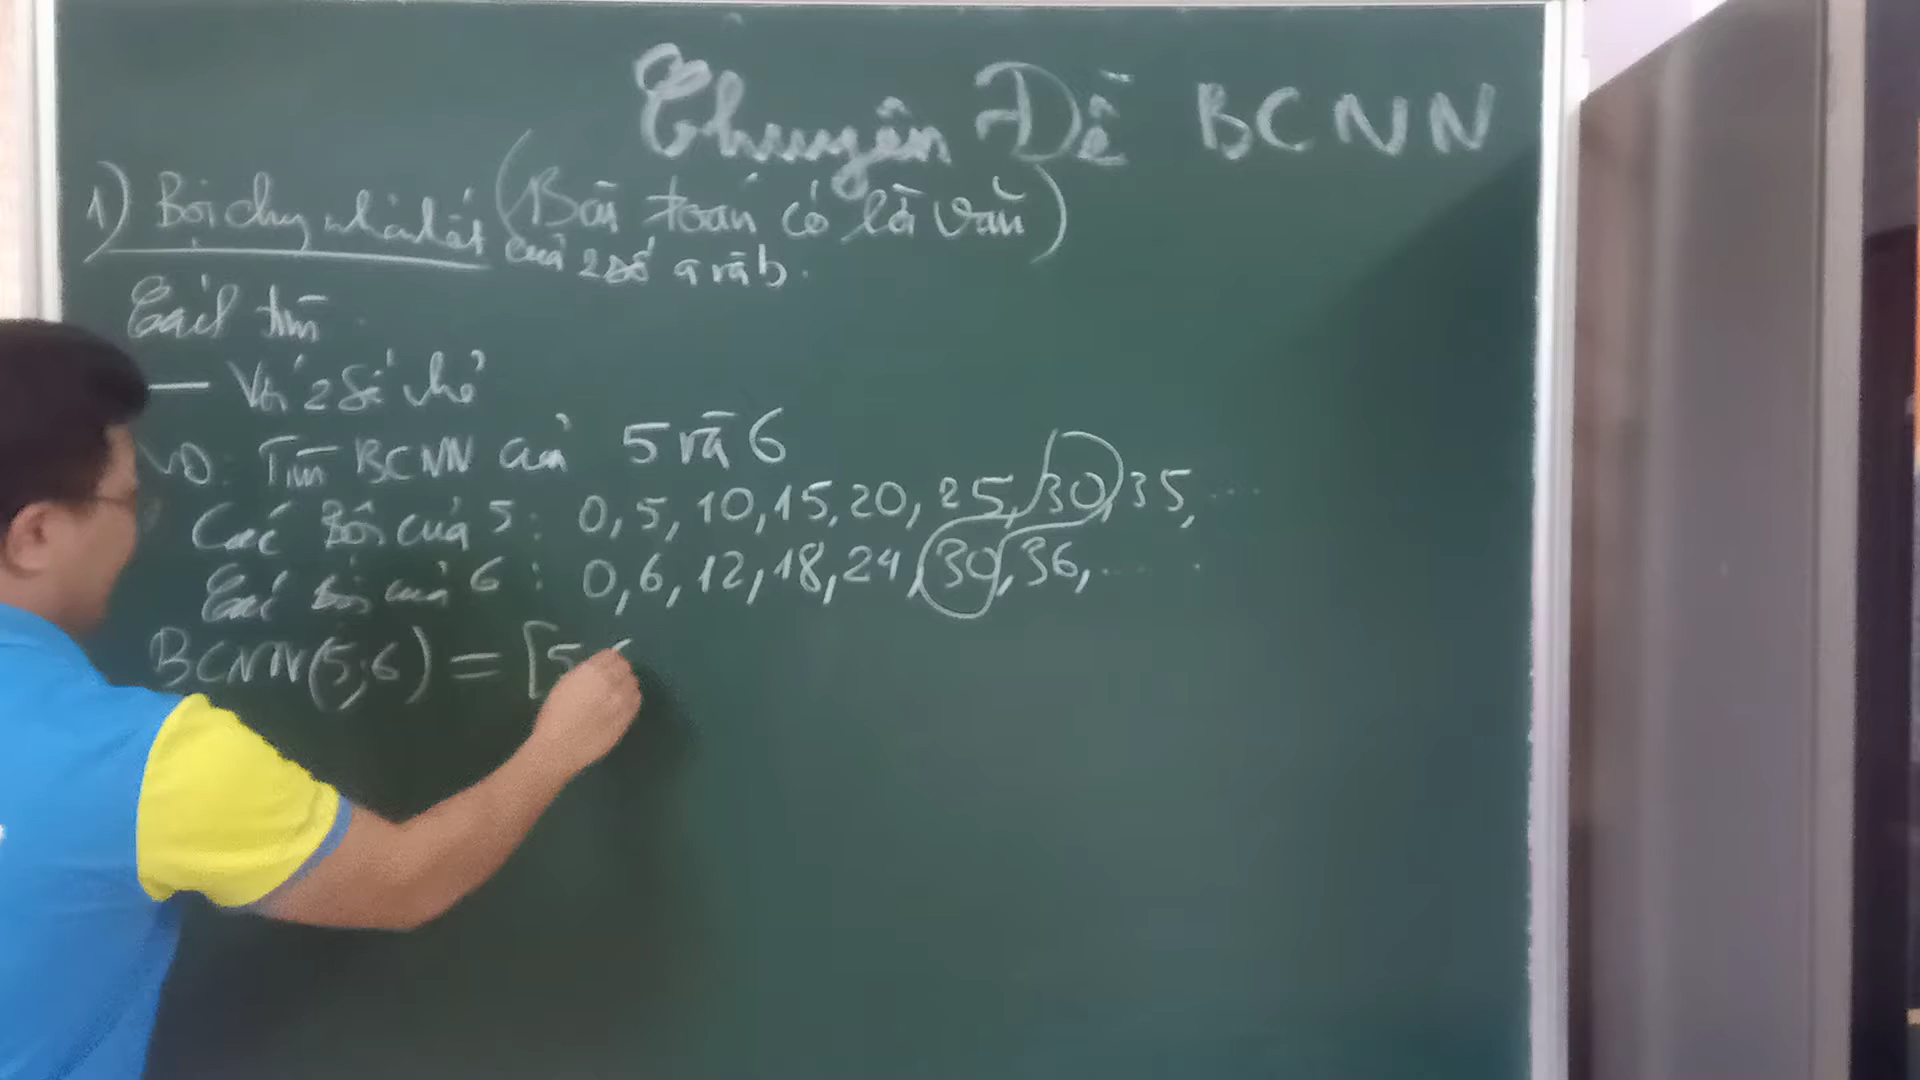 Chuyên Đề BCNN
(Bài toán có lời văn)
1) Bội chung nhỏ nhất của 2 số a và b.
Cách tìm
— Với 2 số nhỏ
VD: Tìm BCNN của 5 và 6
Các Bội của 5 : 0, 5, 10, 15, 20, 25, 30, 35, ...
Các bội của 6 : 0, 6, 12, 18, 24, 30, 36, ...
BCNN(5;6) = [5